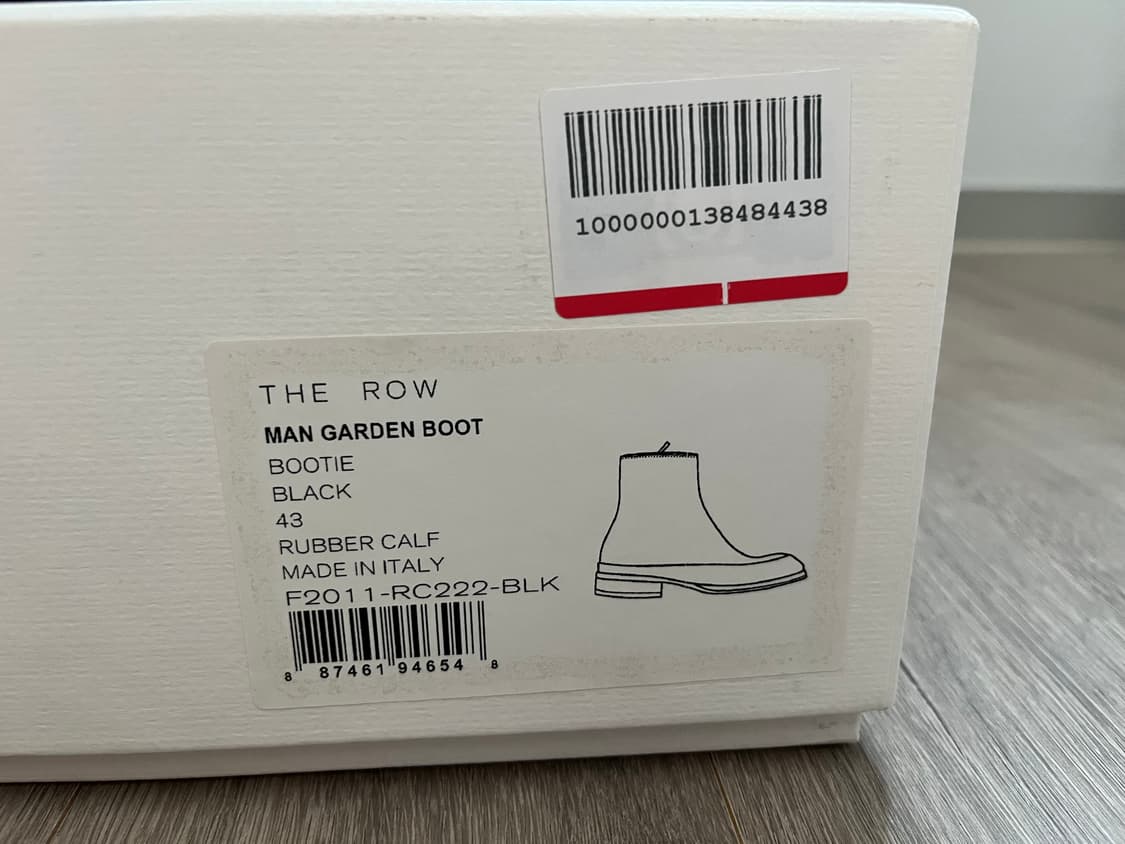 1000000138484438
THE ROW
MAN GARDEN BOOT
BOOTIE
BLACK
43
RUBBER CALF
MADE IN ITALY
F2011-RC222-BLK
8 87461 94654 8